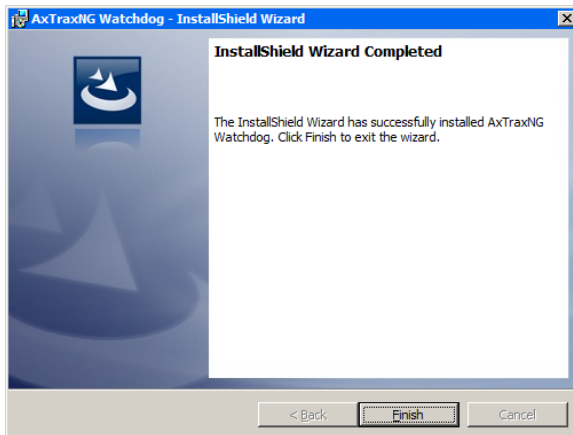 AxTraxNG Watchdog - InstallShield Wizard
InstallShield Wizard Completed
The InstallShield Wizard has successfully installed AxTraxNG
Watchdog. Click Finish to exit the wizard.
< Back
Finish
Cancel